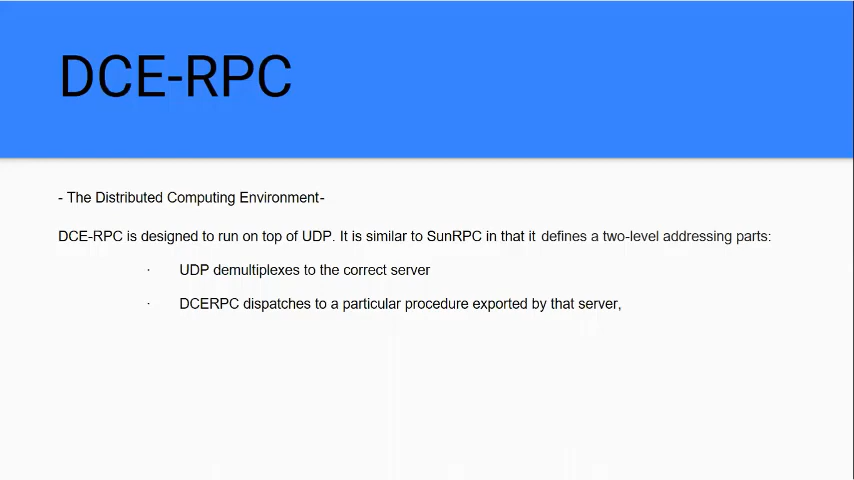 DCE-RPC
- The Distributed Computing Environment-
DCE-RPC is designed to run on top of UDP. It is similar to SunRPC in that it defines a two-level addressing parts:
· UDP demultiplexes to the correct server
· DCERPC dispatches to a particular procedure exported by that server,